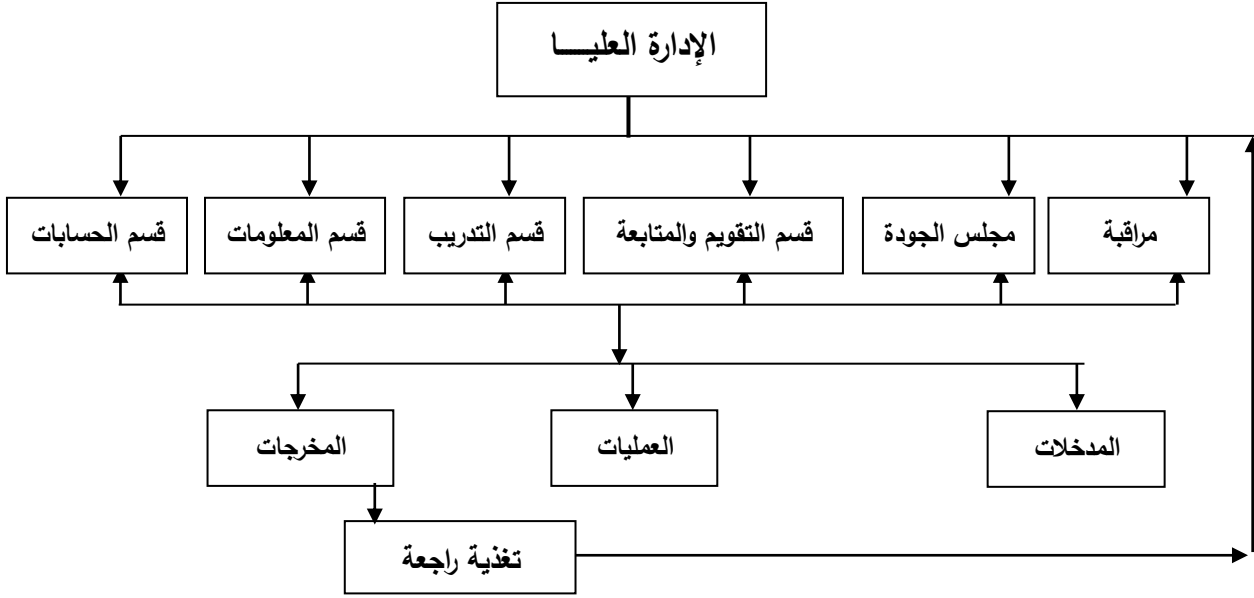 الإدارة العليـــا
مراقبة
مجلس الجودة
قسم التقويم والمتابعة
قسم التدريب
قسم المعلومات
قسم الحسابات
المدخلات
العمليات
المخرجات
تغذية راجعة